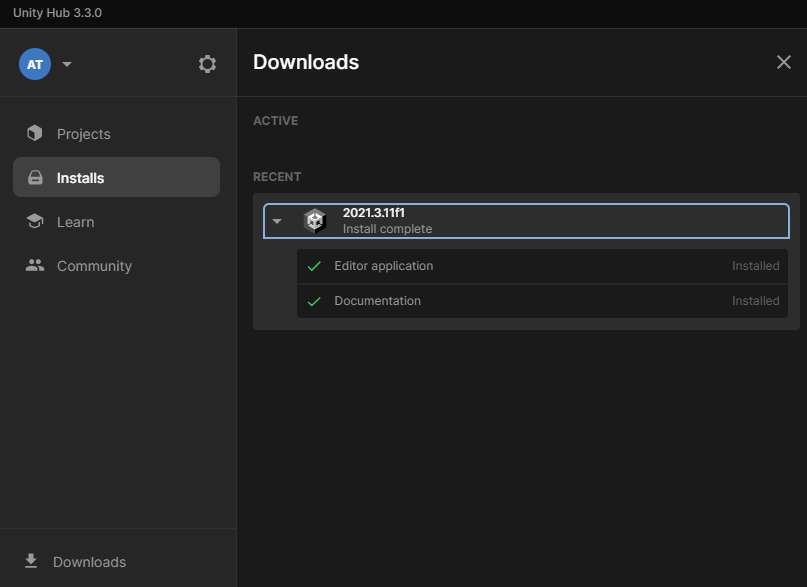 Unity Hub 3.3.0
AT
Projects
Installs
Learn
Community
Downloads
Downloads
ACTIVE
RECENT
2021.3.11f1
Install complete
Editor application Installed
Documentation Installed